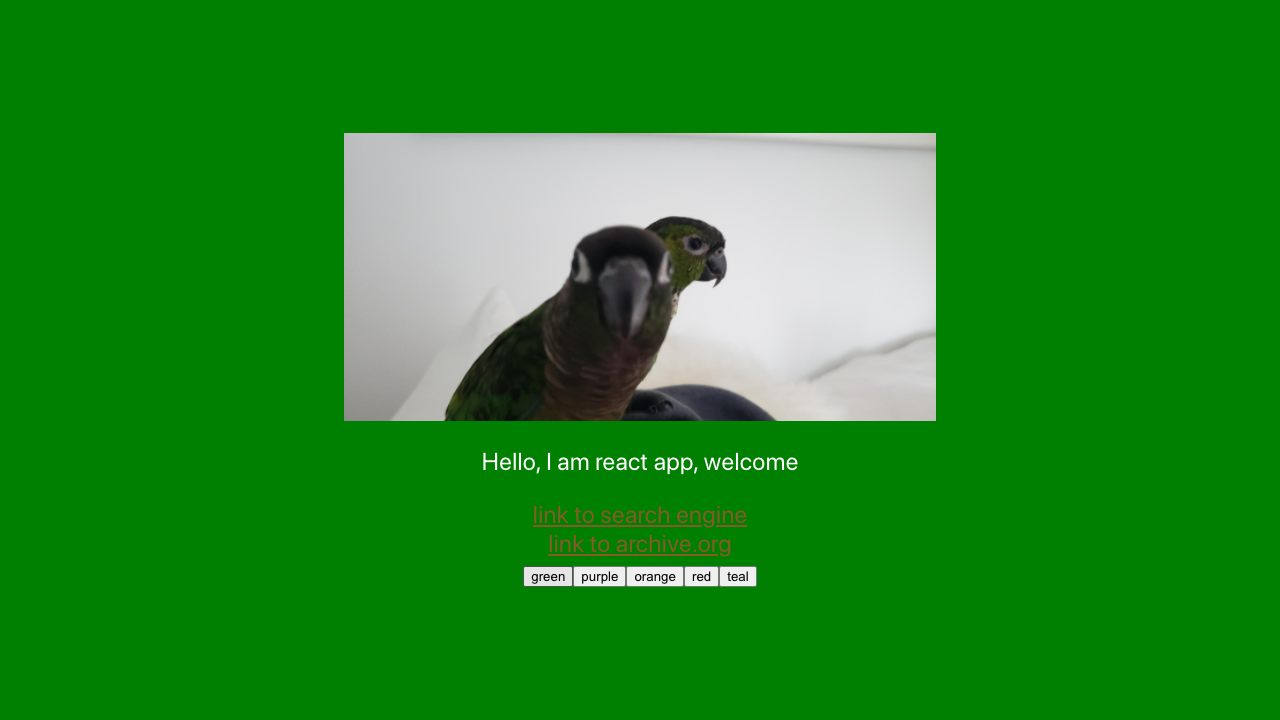 Hello, I am react app, welcome
link to search engine
link to archive.org
green purple orange red teal